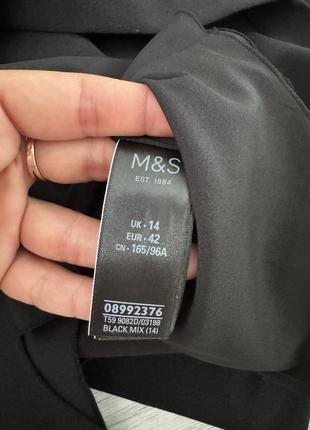 M&S
EST. 1884
UK • 14
EUR • 42
CN • 165/96A
08992376
T59 9082D/03198
BLACK MIX (14)